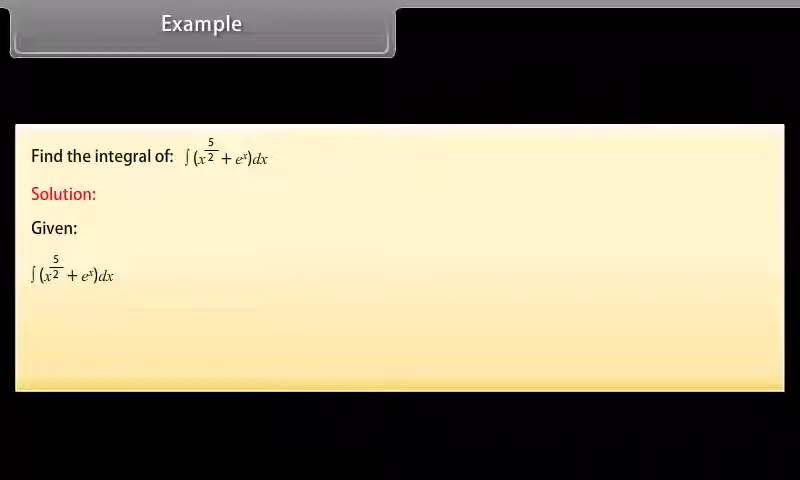 Example
Find the integral of: ∫(x^{5/2} + e^x)dx
Solution:
Given:
∫(x^{5/2} + e^x)dx